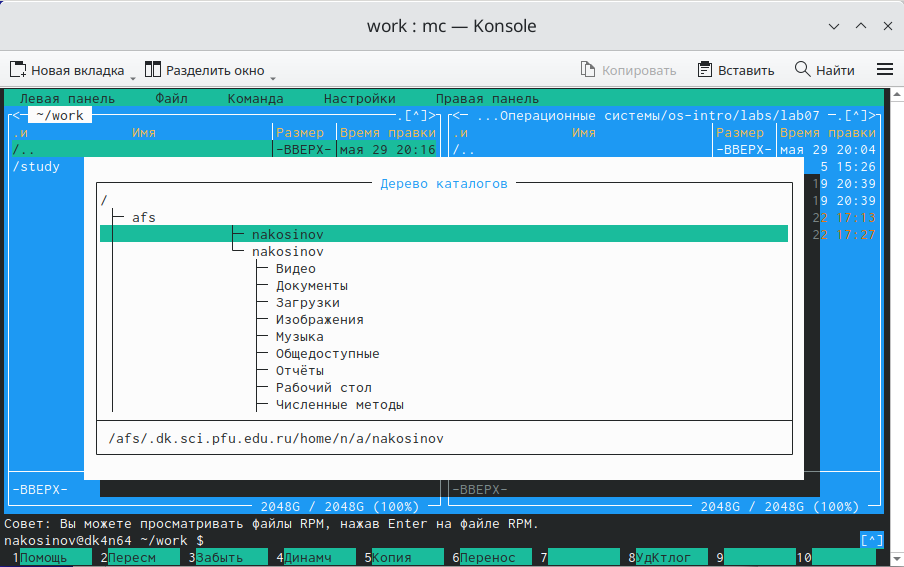 work : mc — Konsole
Новая вкладка Разделить окно Копировать Вставить Найти
Левая панель Файл Команда Настройки Правая панель
<— ~/work .[^]> <— ...Операционные системы/os-intro/labs/lab07 —.[^]>
.и Имя Размер Время правки .и Имя Размер Время правки
/.. -ВВЕРХ- мая 29 20:16 /.. -ВВЕРХ- мая 29 20:04
/study 5 15:26
Дерево каталогов 19 20:39
/ 19 20:39
afs 22 17:13
nakosinov 22 17:27
nakosinov
Видео
Документы
Загрузки
Изображения
Музыка
Общедоступные
Отчёты
Рабочий стол
Численные методы
/afs/.dk.sci.pfu.edu.ru/home/n/a/nakosinov
-ВВЕРХ- -ВВЕРХ-
2048G / 2048G (100%) 2048G / 2048G (100%)
Совет: Вы можете просматривать файлы RPM, нажав Enter на файле RPM.
nakosinov@dk4n64 ~/work $ [^]
1Помощь 2Пересм 3Забыть 4Динамч 5Копия 6Перенос 7 8УдКтлог 9 10